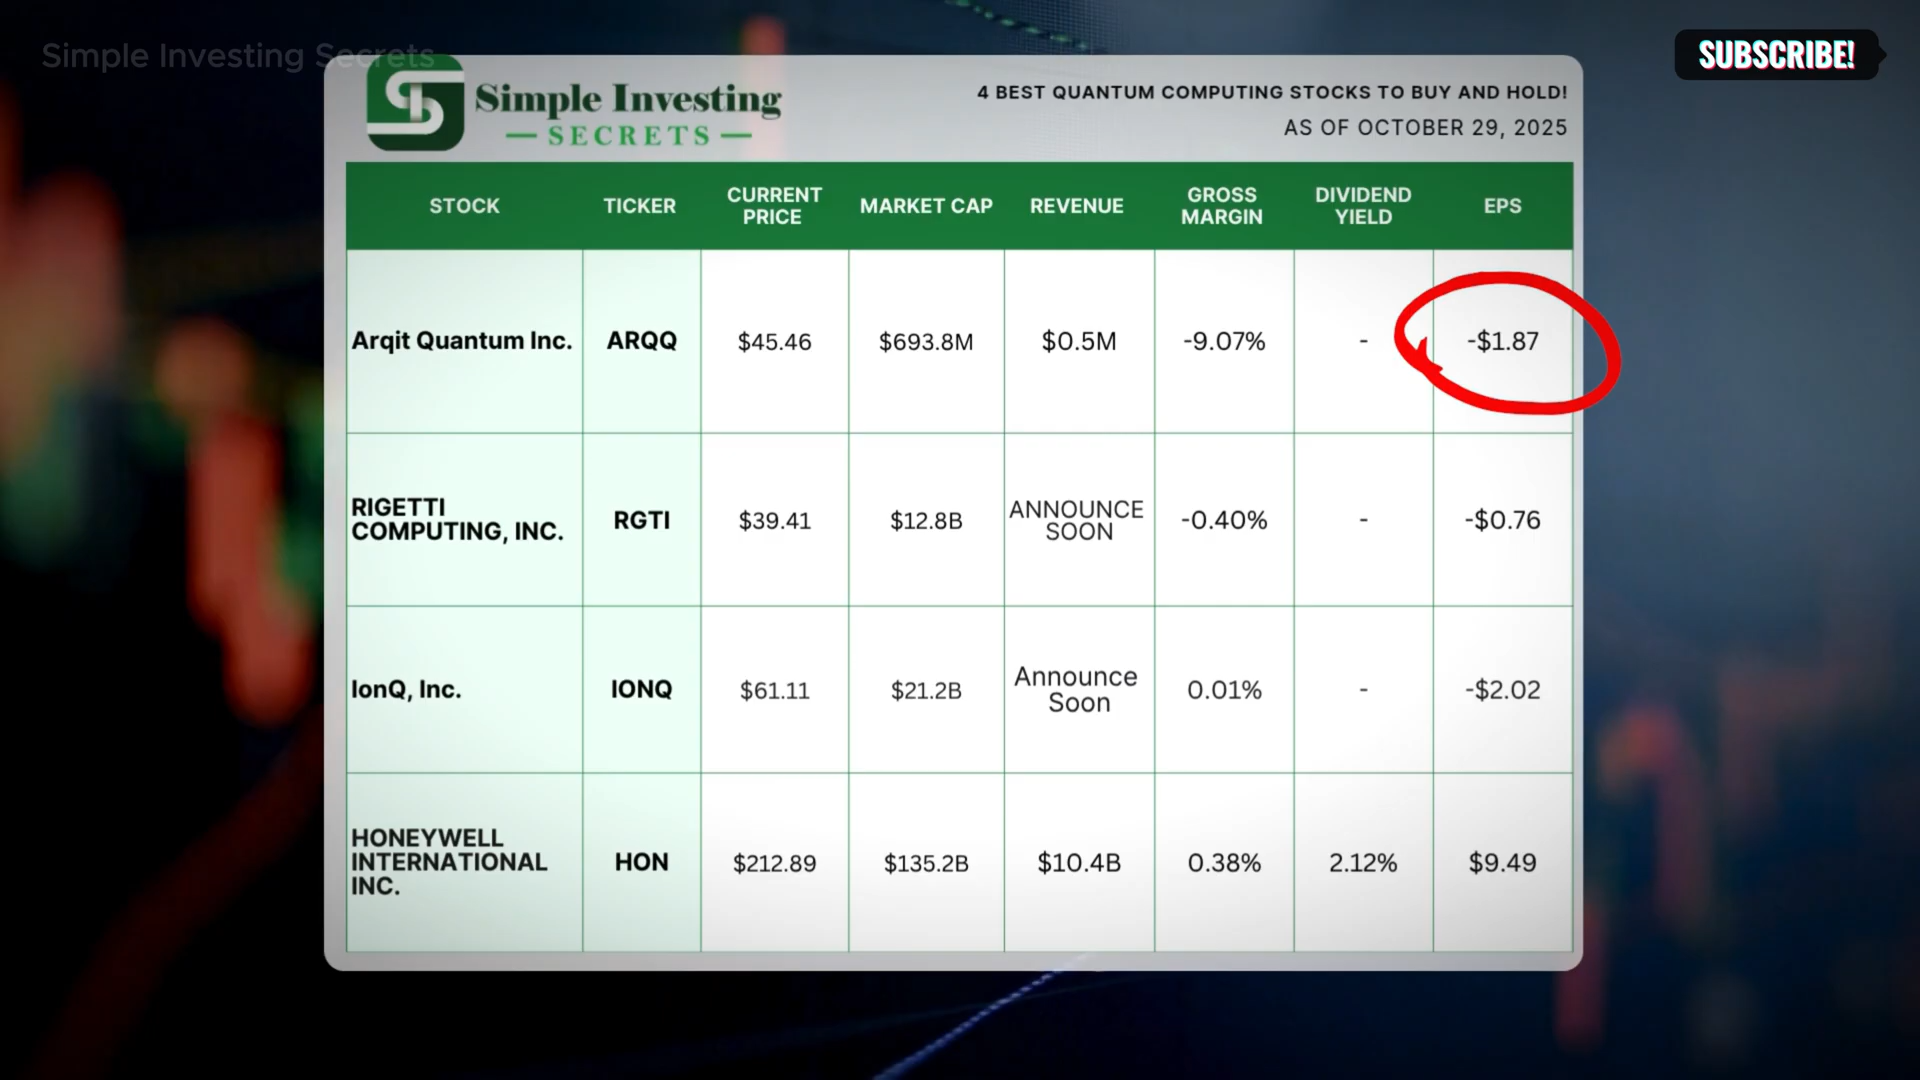 Simple Investing Secrets
SUBSCRIBE!
Simple Investing
SECRETS
4 BEST QUANTUM COMPUTING STOCKS TO BUY AND HOLD!
AS OF OCTOBER 29, 2025
STOCK TICKER CURRENT PRICE MARKET CAP REVENUE GROSS MARGIN DIVIDEND YIELD EPS
Arqit Quantum Inc. ARQQ $45.46 $693.8M $0.5M -9.07% - -$1.87
RIGETTI COMPUTING, INC. RGTI $39.41 $12.8B ANNOUNCE SOON -0.40% - -$0.76
IonQ, Inc. IONQ $61.11 $21.2B Announce Soon 0.01% - -$2.02
HONEYWELL INTERNATIONAL INC. HON $212.89 $135.2B $10.4B 0.38% 2.12% $9.49